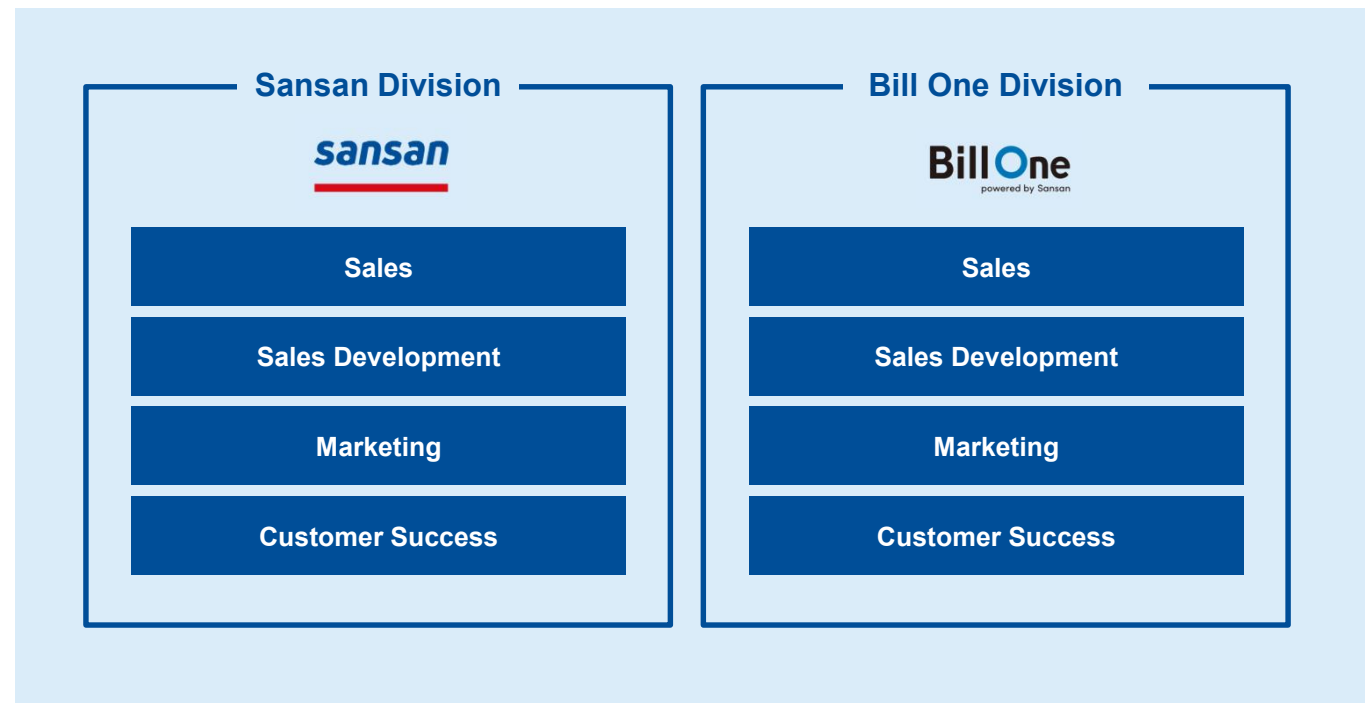 Sansan Division
sansan
Sales
Sales Development
Marketing
Customer Success
Bill One Division
Bill One
powered by Sansan
Sales
Sales Development
Marketing
Customer Success